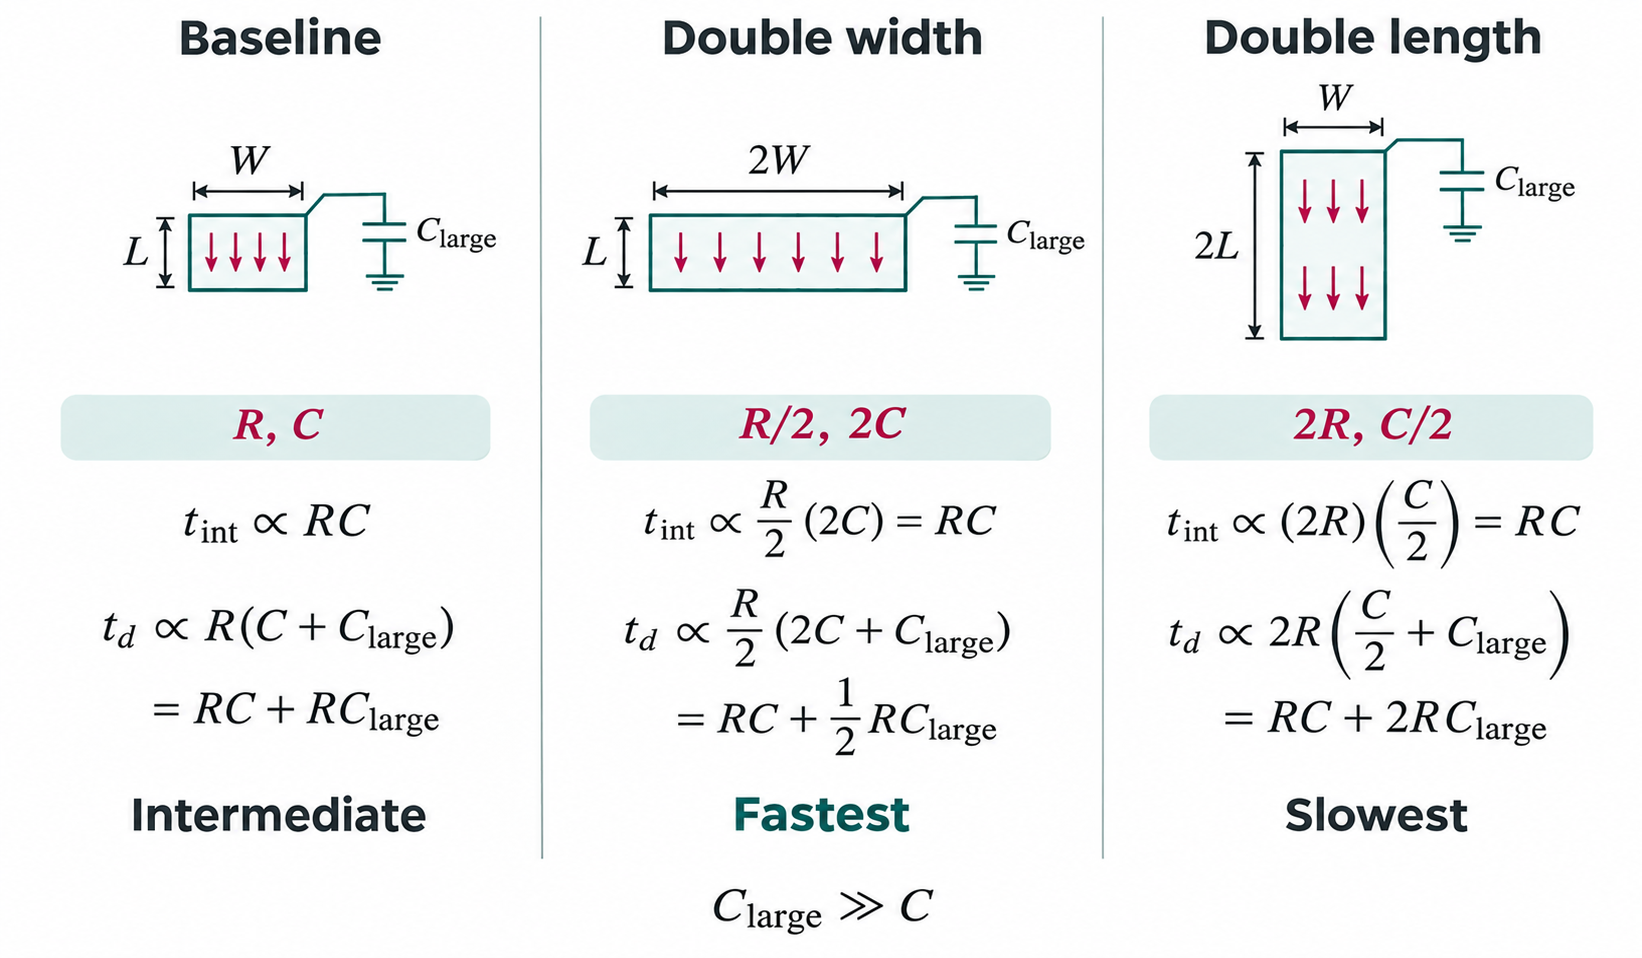 Baseline
W
L
C_large
R, C
t_int ∝ RC
t_d ∝ R(C + C_large)
= RC + RC_large
Intermediate
Double width
2W
L
C_large
R/2, 2C
t_int ∝ R/2 (2C) = RC
t_d ∝ R/2 (2C + C_large)
= RC + 1/2 RC_large
Fastest
Double length
W
2L
C_large
2R, C/2
t_int ∝ (2R)(C/2) = RC
t_d ∝ 2R(C/2 + C_large)
= RC + 2RC_large
Slowest
C_large ≫ C